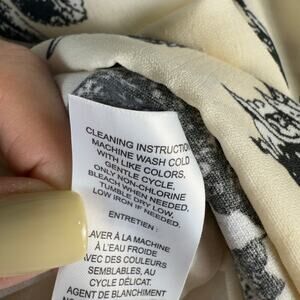 CLEANING INSTRUCTIO
MACHINE WASH COLD
WITH LIKE COLORS,
GENTLE CYCLE,
ONLY NON-CHLORINE
BLEACH WHEN NEEDED,
TUMBLE DRY LOW,
LOW IRON IF NEEDED.
ENTRETIEN :
LAVER À LA MACHINE
À L'EAU FROIDE
AVEC DES COULEURS
SEMBLABLES, AU
CYCLE DÉLICAT.
AGENT DE BLANCHIMENT